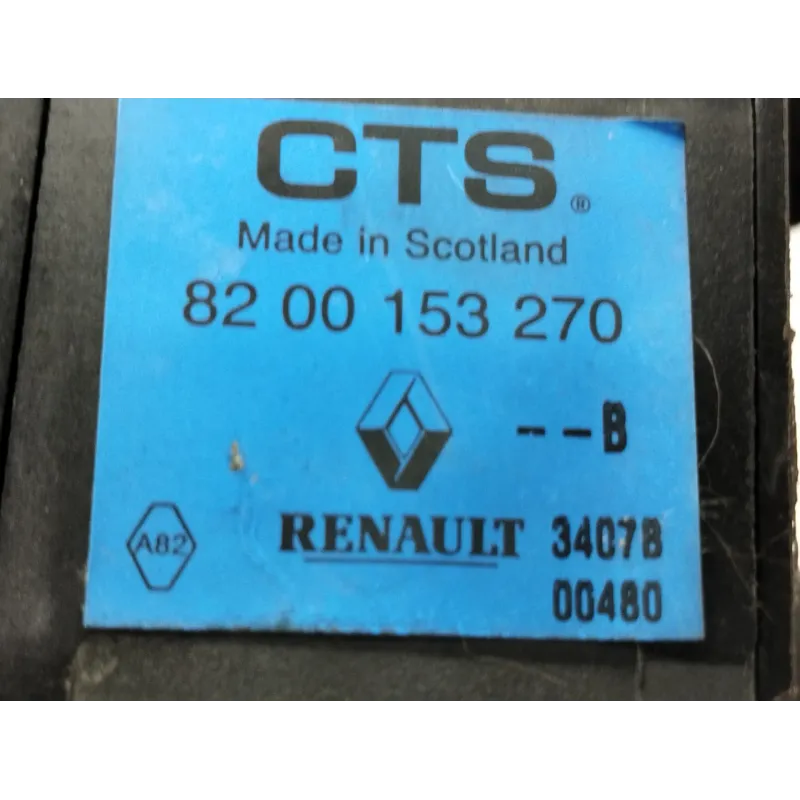 CTS®
Made in Scotland
82 00 153 270
--B
A82
RENAULT 3407B
00480